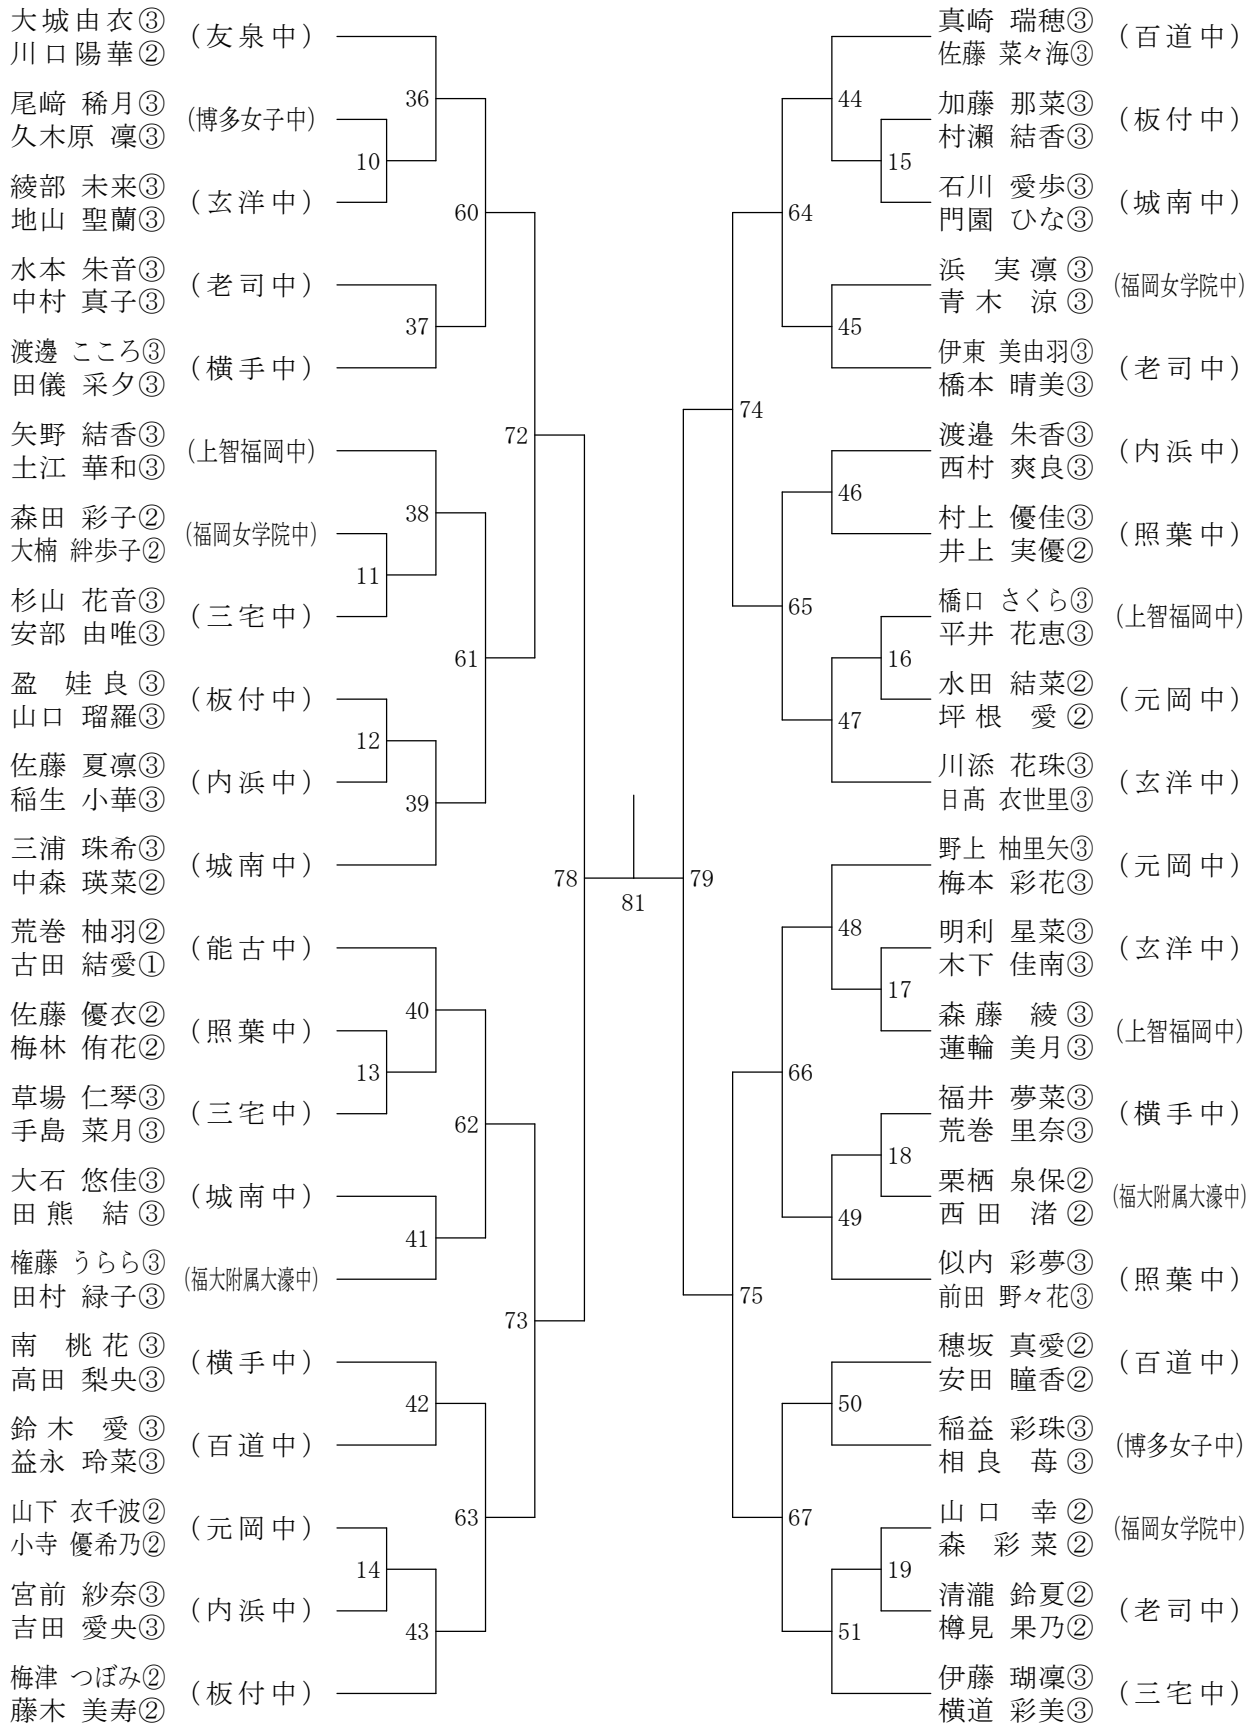 大城由衣③
川口陽華②
(友泉中)
尾﨑 稀月③
久木原 凜③
(博多女子中)
綾部 未来③
地山 聖蘭③
(玄洋中)
水本 朱音③
中村 真子③
(老司中)
渡邊 こころ③
田儀 采夕③
(横手中)
矢野 結香③
土江 華和③
(上智福岡中)
森田 彩子②
大楠 絆歩子②
(福岡女学院中)
杉山 花音③
安部 由唯③
(三宅中)
盈 娃良③
山口 瑠羅③
(板付中)
佐藤 夏凛③
稲生 小華③
(内浜中)
三浦 珠希③
中森 瑛菜②
(城南中)
荒巻 柚羽②
古田 結愛①
(能古中)
佐藤 優衣②
梅林 侑花②
(照葉中)
草場 仁琴③
手島 菜月③
(三宅中)
大石 悠佳③
田熊 結③
(城南中)
権藤 うらら③
田村 緑子③
(福大附属大濠中)
南 桃花③
高田 梨央③
(横手中)
鈴木 愛③
益永 玲菜③
(百道中)
山下 衣千波②
小寺 優希乃②
(元岡中)
宮前 紗奈③
吉田 愛央③
(内浜中)
梅津 つぼみ②
藤木 美寿②
(板付中)
36
10
60
37
72
38
11
61
12
39
78
40
13
62
41
73
42
63
14
43
81
79
44
15
64
45
74
46
65
16
47
48
17
66
18
49
75
50
67
19
51
真崎 瑞穂③
佐藤 菜々海③
(百道中)
加藤 那菜③
村瀬 結香③
(板付中)
石川 愛歩③
門園 ひな③
(城南中)
浜 実凛③
青木 涼③
(福岡女学院中)
伊東 美由羽③
橋本 晴美③
(老司中)
渡邉 朱香③
西村 爽良③
(内浜中)
村上 優佳③
井上 実優②
(照葉中)
橋口 さくら③
平井 花恵③
(上智福岡中)
水田 結菜②
坪根 愛②
(元岡中)
川添 花珠③
日髙 衣世里③
(玄洋中)
野上 柚里矢③
梅本 彩花③
(元岡中)
明利 星菜③
木下 佳南③
(玄洋中)
森藤 綾③
蓮輪 美月③
(上智福岡中)
福井 夢菜③
荒巻 里奈③
(横手中)
栗栖 泉保②
西田 渚②
(福大附属大濠中)
似内 彩夢③
前田 野々花③
(照葉中)
穂坂 真愛②
安田 瞳香②
(百道中)
稲益 彩珠③
相良 苺③
(博多女子中)
山口 幸②
森 彩菜②
(福岡女学院中)
清瀧 鈴夏②
樽見 果乃②
(老司中)
伊藤 瑚凜③
横道 彩美③
(三宅中)